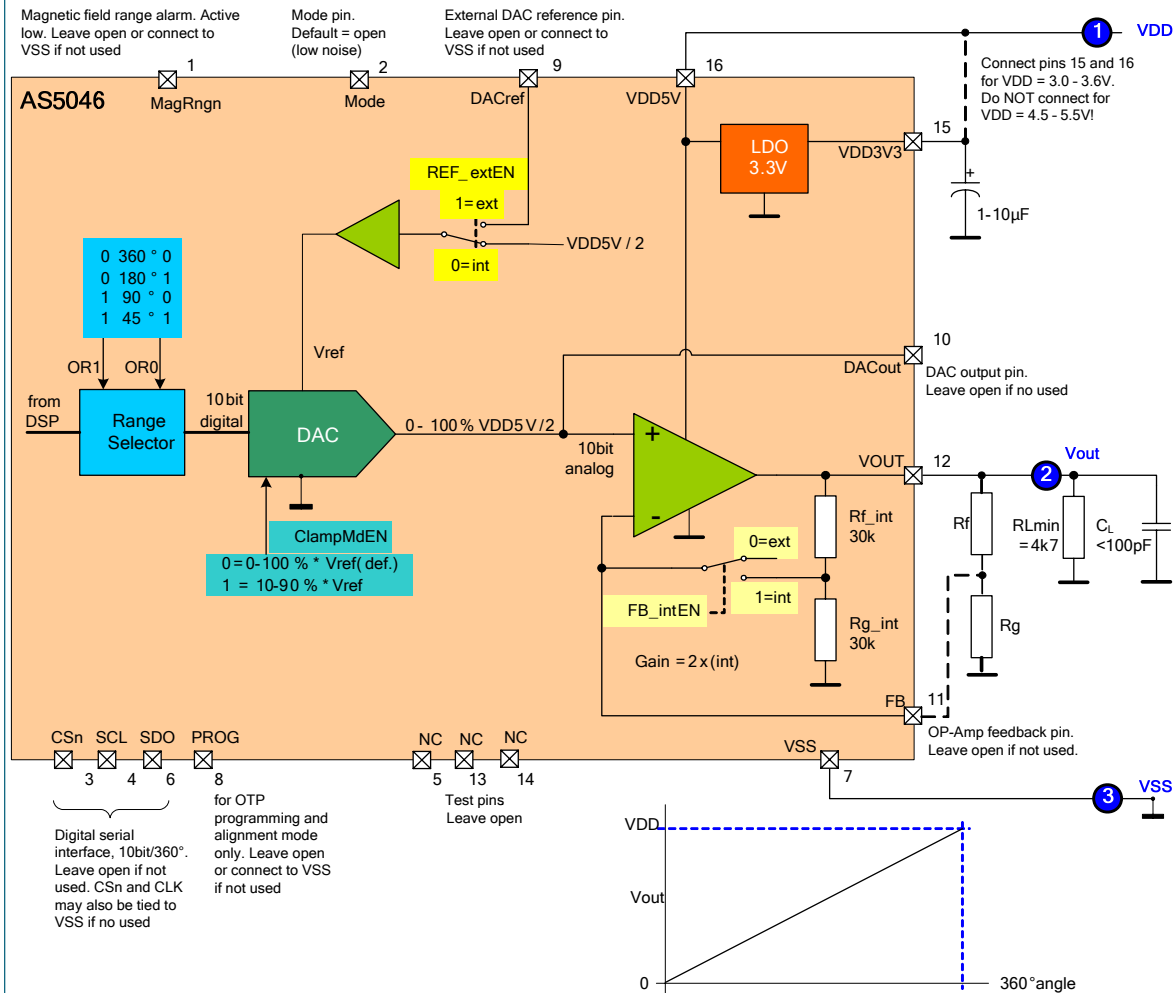 Magnetic field range alarm. Active
low. Leave open or connect to
VSS if not used
Mode pin.
Default = open
(low noise)
External DAC reference pin.
Leave open or connect to
VSS if not used
1
VDD
Connect pins 15 and 16
for VDD = 3.0 - 3.6V.
Do NOT connect for
VDD = 4.5 - 5.5V!
1
2
9
16
AS5046
MagRngn
Mode
DACref
VDD5V
15
VDD3V3
LDO
3.3V
+
1-10µF
REF_extEN
1=ext
VDD5V / 2
0=int
0 360 ° 0
0 180 ° 1
1 90 ° 0
1 45 ° 1
Vref
OR1
OR0
from
DSP
Range
Selector
10bit
digital
DAC
0- 100% VDD5V/2
10bit
analog
10
DACout
DAC output pin.
Leave open if no used
+
-
VOUT
12
2
Vout
Rf_int
30k
Rf
RLmin
= 4k7
CL
<100pF
ClampMdEN
0=0-100 % * Vref( def.)
1 = 10-90 % * Vref
0=ext
1=int
FB_intEN
Rg_int
30k
Rg
Gain = 2 x (int)
FB
11
OP-Amp feedback pin.
Leave open if not used.
CSn
SCL
SDO
PROG
3
4
6
8
NC
NC
NC
5
13
14
VSS
7
Test pins
Leave open
3
VSS
Digital serial
interface, 10bit/360°.
Leave open if not
used. CSn and CLK
may also be tied to
VSS if no used
for OTP
programming and
alignment mode
only. Leave open
or connect to VSS
if not used
VDD
Vout
0
360°angle